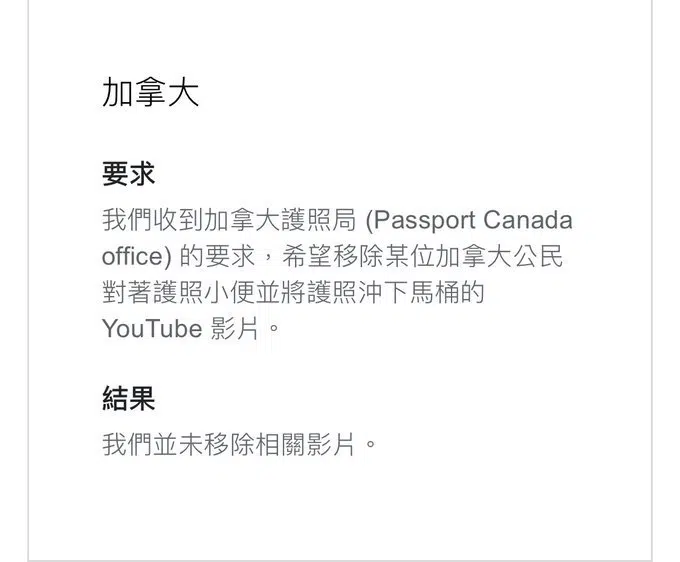 加拿大
要求
我們收到加拿大護照局 (Passport Canada
office) 的要求，希望移除某位加拿大公民
對著護照小便並將護照沖下馬桶的
YouTube 影片。
結果
我們並未移除相關影片。